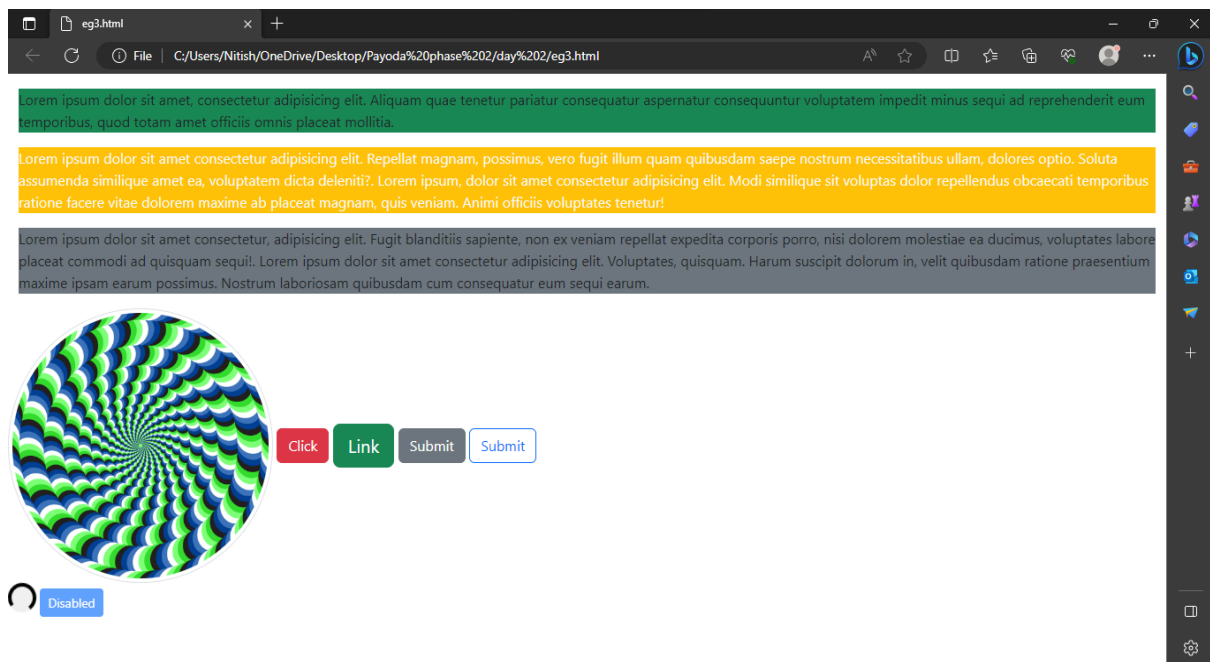 eg3.html
File
C:/Users/Nitish/OneDrive/Desktop/Payoda%20phase%202/day%202/eg3.html
Lorem ipsum dolor sit amet, consectetur adipisicing elit. Aliquam quae tenetur pariatur consequatur aspernatur consequuntur voluptatem impedit minus sequi ad reprehenderit eum
temporibus, quod totam amet officiis omnis placeat mollitia.
Lorem ipsum dolor sit amet consectetur adipisicing elit. Repellat magnam, possimus, vero fugit illum quam quibusdam saepe nostrum necessitatibus ullam, dolores optio. Soluta
assumenda similique amet ea, voluptatem dicta deleniti?. Lorem ipsum, dolor sit amet consectetur adipisicing elit. Modi similique sit voluptas dolor repellendus obcaecati temporibus
ratione facere vitae dolorem maxime ab placeat magnam, quis veniam. Animi officiis voluptates tenetur!
Lorem ipsum dolor sit amet consectetur, adipisicing elit. Fugit blanditiis sapiente, non ex veniam repellat expedita corporis porro, nisi dolorem molestiae ea ducimus, voluptates labore
placeat commodi ad quisquam sequi!. Lorem ipsum dolor sit amet consectetur adipisicing elit. Voluptates, quisquam. Harum suscipit dolorum in, velit quibusdam ratione praesentium
maxime ipsam earum possimus. Nostrum laboriosam quibusdam cum consequatur eum sequi earum.
Click
Link
Submit
Submit
Disabled